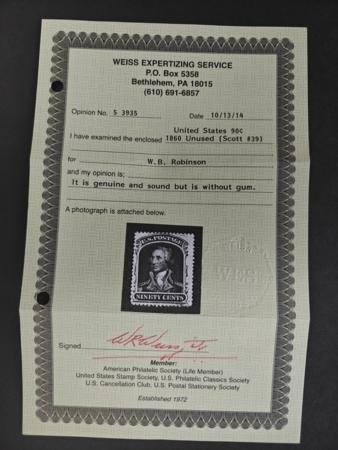 WEISS EXPERTIZING SERVICE
P.O. Box 5358
Bethlehem, PA 18015
(610) 691-6857
Opinion No. S 3935 Date 10/13/14
United States 90¢
I have examined the enclosed 1860 Unused (Scott #39)
for W.B. Robinson
and my opinion is;
It is genuine and sound but is without gum.
A photograph is attached below.
U.S. POSTAGE
NINETY CENTS
WEISS
Signed
Member:
American Philatelic Society (Life Member)
United States Stamp Society, U.S. Philatelic Classics Society
U.S. Cancellation Club, U.S. Postal Stationery Society
Established 1972